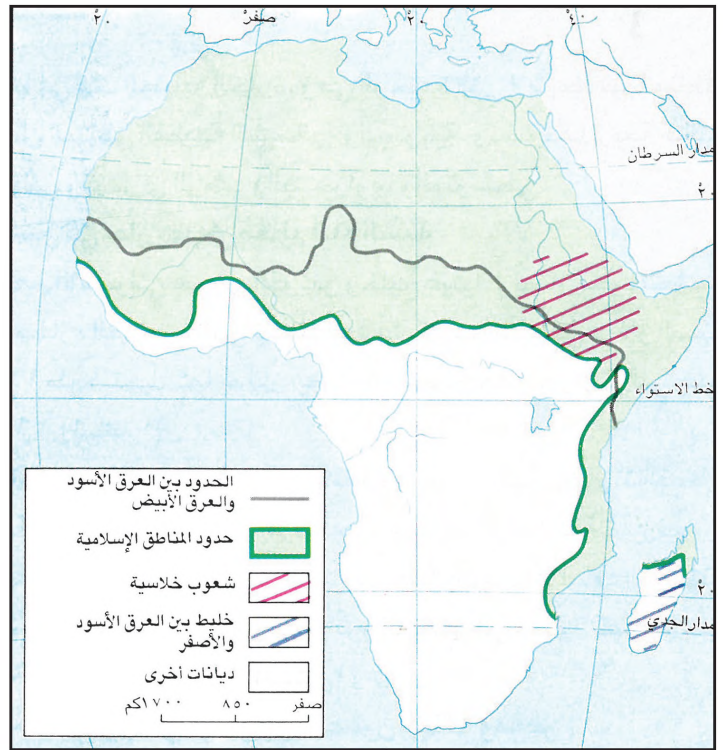 ٢٠ صفر ٢٠ ٤٠
مدار السرطان
٢٠
خط الاستواء
٢٠
مدار الجدي
الحدود بين العرق الأسود
والعرق الأبيض
حدود المناطق الإسلامية
شعوب خلاسية
خليط بين العرق الأسود
والأصفر
ديانات أخرى
صفر ٨٥٠ ١٧٠٠كم